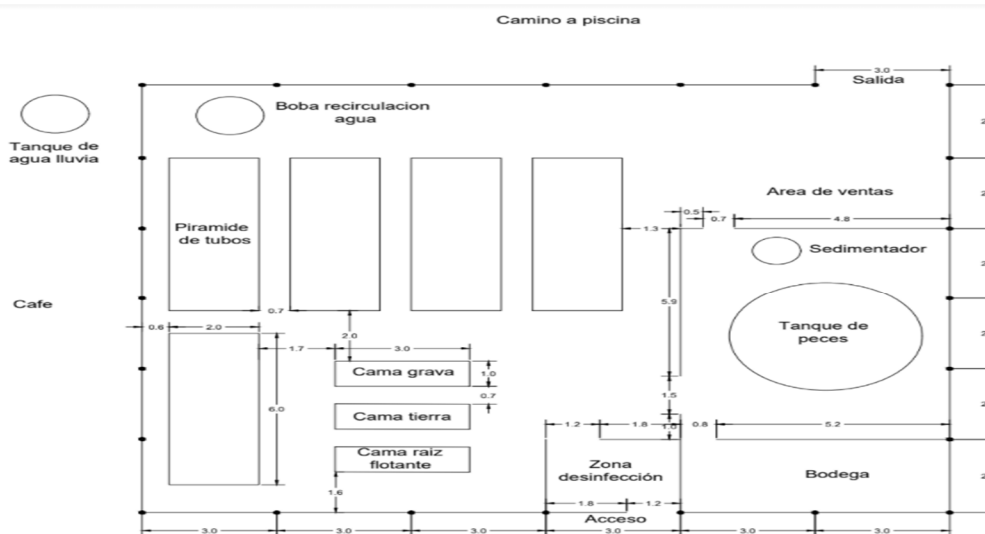 Camino a piscina
3.0
Salida
Boba recirculacion
agua
Tanque de
agua lluvia
Area de ventas
0.5
0.7
4.8
Piramide
de tubos
1.3
Sedimentador
Cafe
5.9
0.7
Tanque de
peces
0.6
2.0
2.0
1.7
3.0
Cama grava
1.0
0.7
1.5
6.0
Cama tierra
1.2
1.8
0.8
5.2
Cama raiz
flotante
Zona
desinfección
Bodega
1.6
1.8
1.2
Acceso
3.0
3.0
3.0
3.0
3.0
3.0